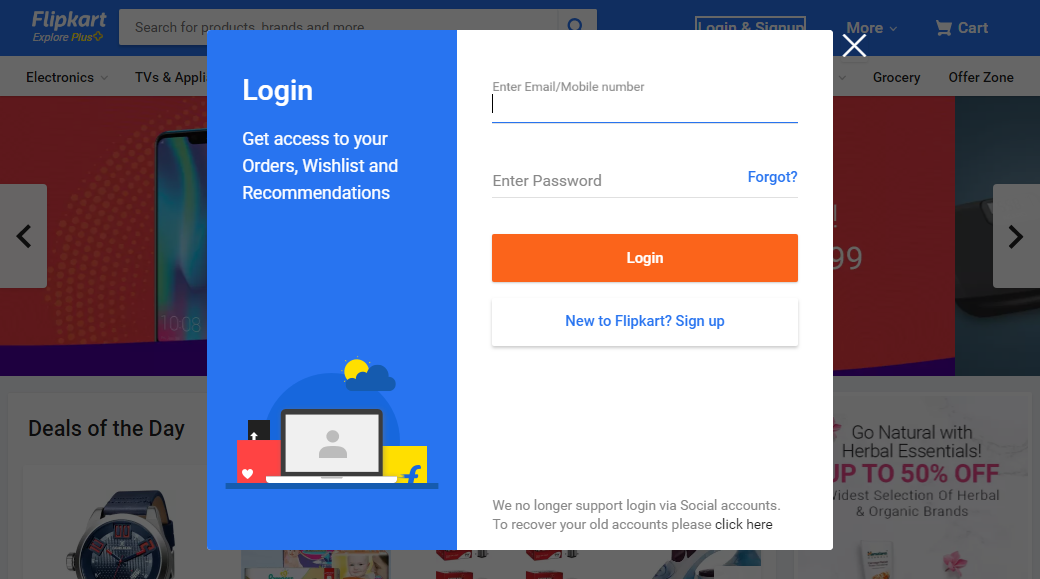 Flipkart
Explore Plus
Search for products, brands and more
Login & Signup
More
Cart
Electronics
TVs & Appli
Grocery
Offer Zone
Login
Get access to your
Orders, Wishlist and
Recommendations
Enter Email/Mobile number
Enter Password
Forgot?
Login
New to Flipkart? Sign up
We no longer support login via Social accounts.
To recover your old accounts please click here
10:08
99
Deals of the Day
Go Natural with
Herbal Essentials!
UP TO 50% OFF
Widest Selection Of Herbal
& Organic Brands